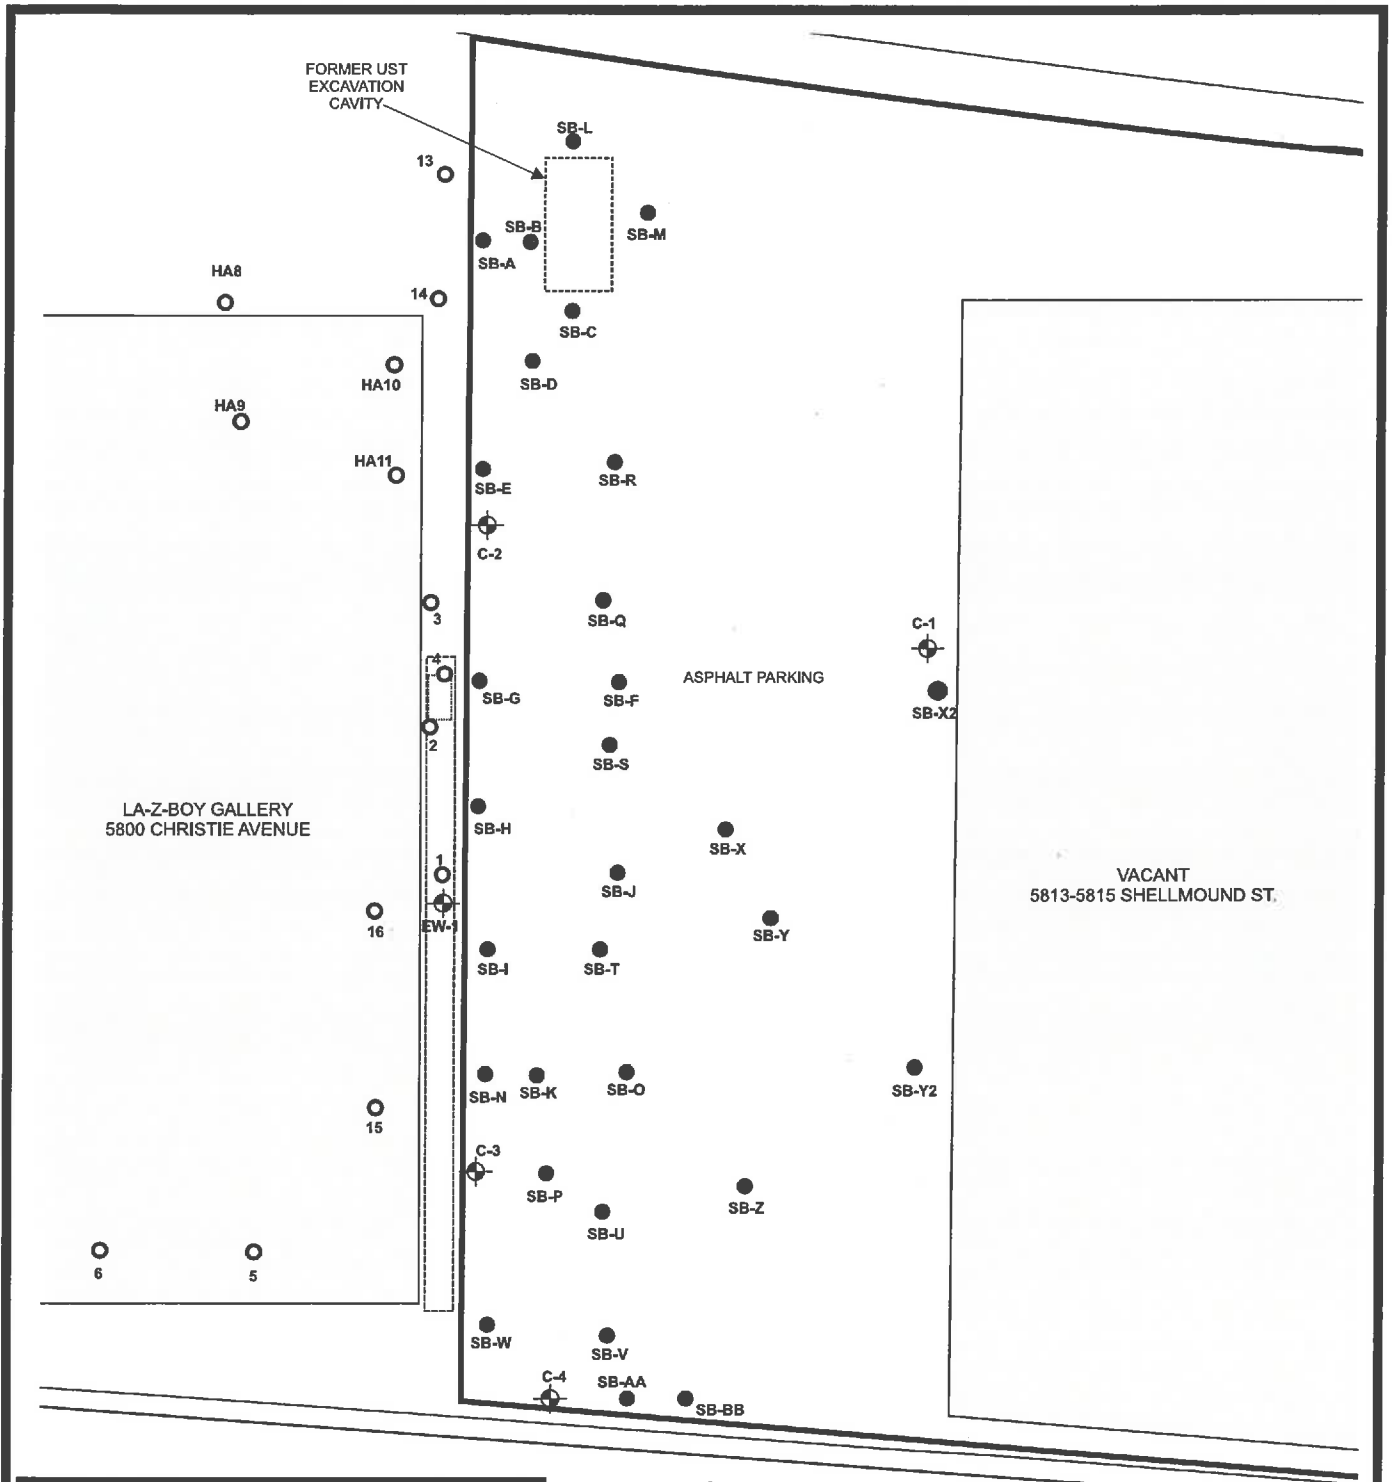 FORMER UST
EXCAVATION
CAVITY
SB-L
13
SB-B
SB-M
SB-A
HA8
14
SB-C
HA10
SB-D
HA9
HA11
SB-R
SB-E
C-2
3
SB-Q
C-1
4
ASPHALT PARKING
SB-G
SB-F
SB-X2
2
SB-S
LA-Z-BOY GALLERY
5800 CHRISTIE AVENUE
SB-H
SB-X
1
VACANT
5813-5815 SHELLMOUND ST.
SB-J
EW-1
16
SB-Y
SB-I
SB-T
SB-N
SB-K
SB-O
SB-Y2
15
C-3
SB-P
SB-Z
SB-U
6
5
SB-W
SB-V
C-4
SB-AA
SB-BB